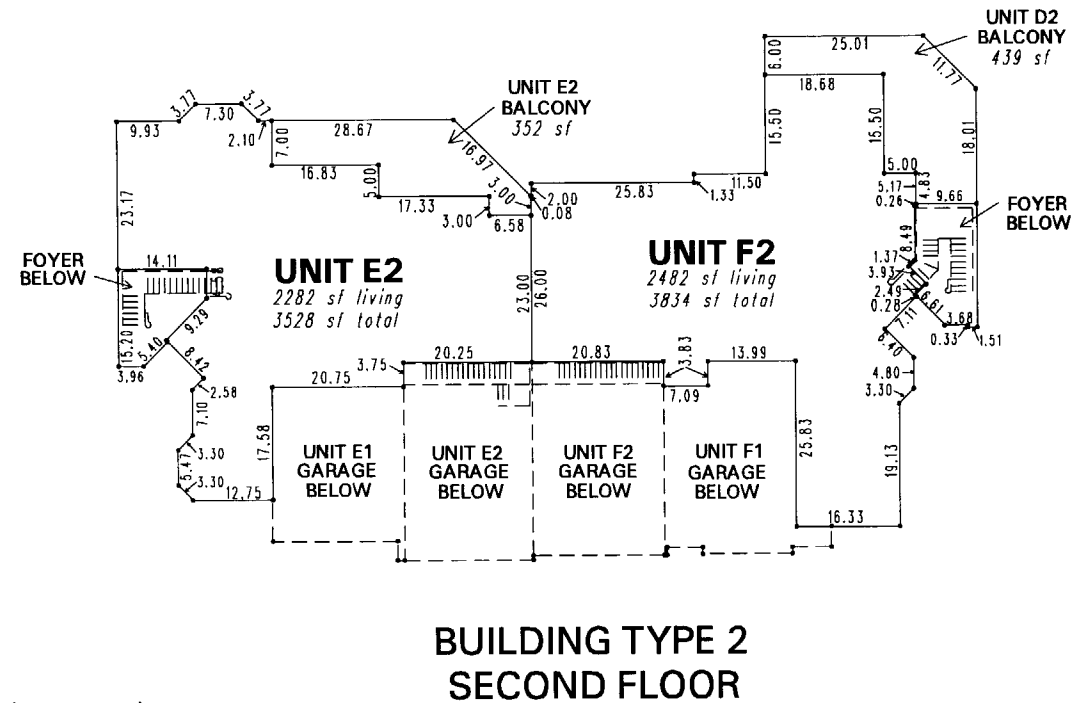 UNIT D2
BALCONY
439 sf
25.01
6.00
11.77
18.68
UNIT E2
BALCONY
352 sf
3.77
7.30
3.77
9.93
2.10
7.00
28.67
16.97
15.50
15.50
18.01
16.83
5.00
17.33
3.00
3.00
6.58
2.00
0.08
25.83
1.33
11.50
5.00
5.17
4.83
0.26
9.66
FOYER
BELOW
23.17
FOYER
BELOW
14.11
UNIT E2
2282 sf living
3528 sf total
23.00
26.00
UNIT F2
2482 sf living
3834 sf total
8.49
1.37
3.93
2.49
0.28
6.61
3.68
0.33
1.51
7.11
9.29
15.20
5.40
3.96
8.42
2.58
7.10
3.30
5.47
3.30
12.75
17.58
20.75
3.75
20.25
20.83
3.83
7.09
13.99
6.40
4.80
3.30
25.83
19.13
16.33
UNIT E1
GARAGE
BELOW
UNIT E2
GARAGE
BELOW
UNIT F2
GARAGE
BELOW
UNIT F1
GARAGE
BELOW
BUILDING TYPE 2
SECOND FLOOR